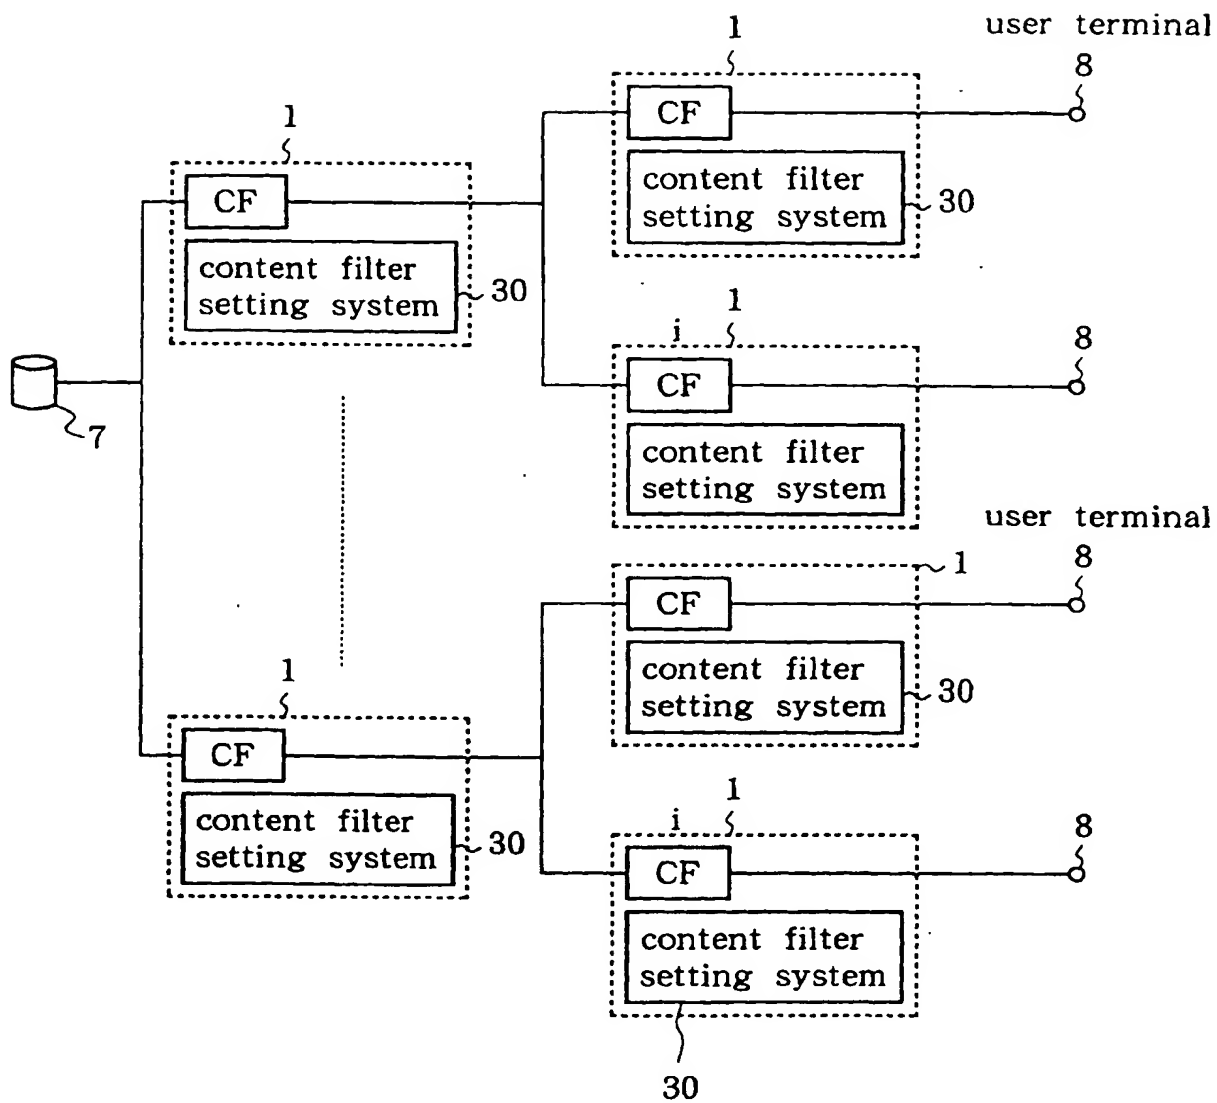 user terminal
1
8
CF
content filter
setting system
30
1
CF
content filter
setting system
30
i
1
8
CF
content filter
setting system
7
user terminal
1
8
CF
content filter
setting system
30
1
CF
content filter
setting system
30
i
1
8
CF
content filter
setting system
30